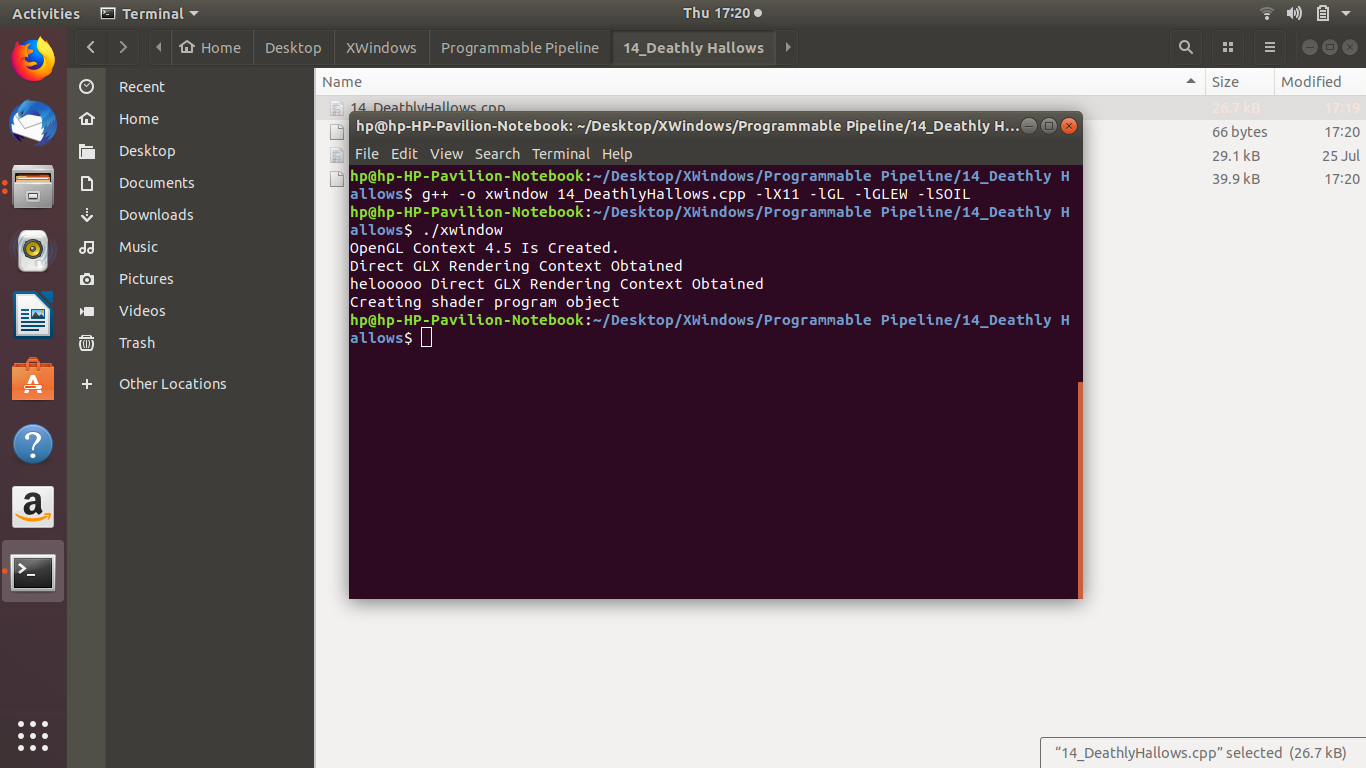 Activities Terminal Thu 17:20
Home Desktop XWindows Programmable Pipeline 14_Deathly Hallows
Recent
Home
Desktop
Documents
Downloads
Music
Pictures
Videos
Trash
Other Locations
Name Size Modified
14_DeathlyHallows.cpp 26.7 kB 17:19
66 bytes 17:20
29.1 kB 25 Jul
39.9 kB 17:20
hp@hp-HP-Pavilion-Notebook: ~/Desktop/XWindows/Programmable Pipeline/14_Deathly H...
File Edit View Search Terminal Help
hp@hp-HP-Pavilion-Notebook:~/Desktop/XWindows/Programmable Pipeline/14_Deathly H
allows$ g++ -o xwindow 14_DeathlyHallows.cpp -lX11 -lGL -lGLEW -lSOIL
hp@hp-HP-Pavilion-Notebook:~/Desktop/XWindows/Programmable Pipeline/14_Deathly H
allows$ ./xwindow
OpenGL Context 4.5 Is Created.
Direct GLX Rendering Context Obtained
helooooo Direct GLX Rendering Context Obtained
Creating shader program object
hp@hp-HP-Pavilion-Notebook:~/Desktop/XWindows/Programmable Pipeline/14_Deathly H
allows$
“14_DeathlyHallows.cpp” selected (26.7 kB)